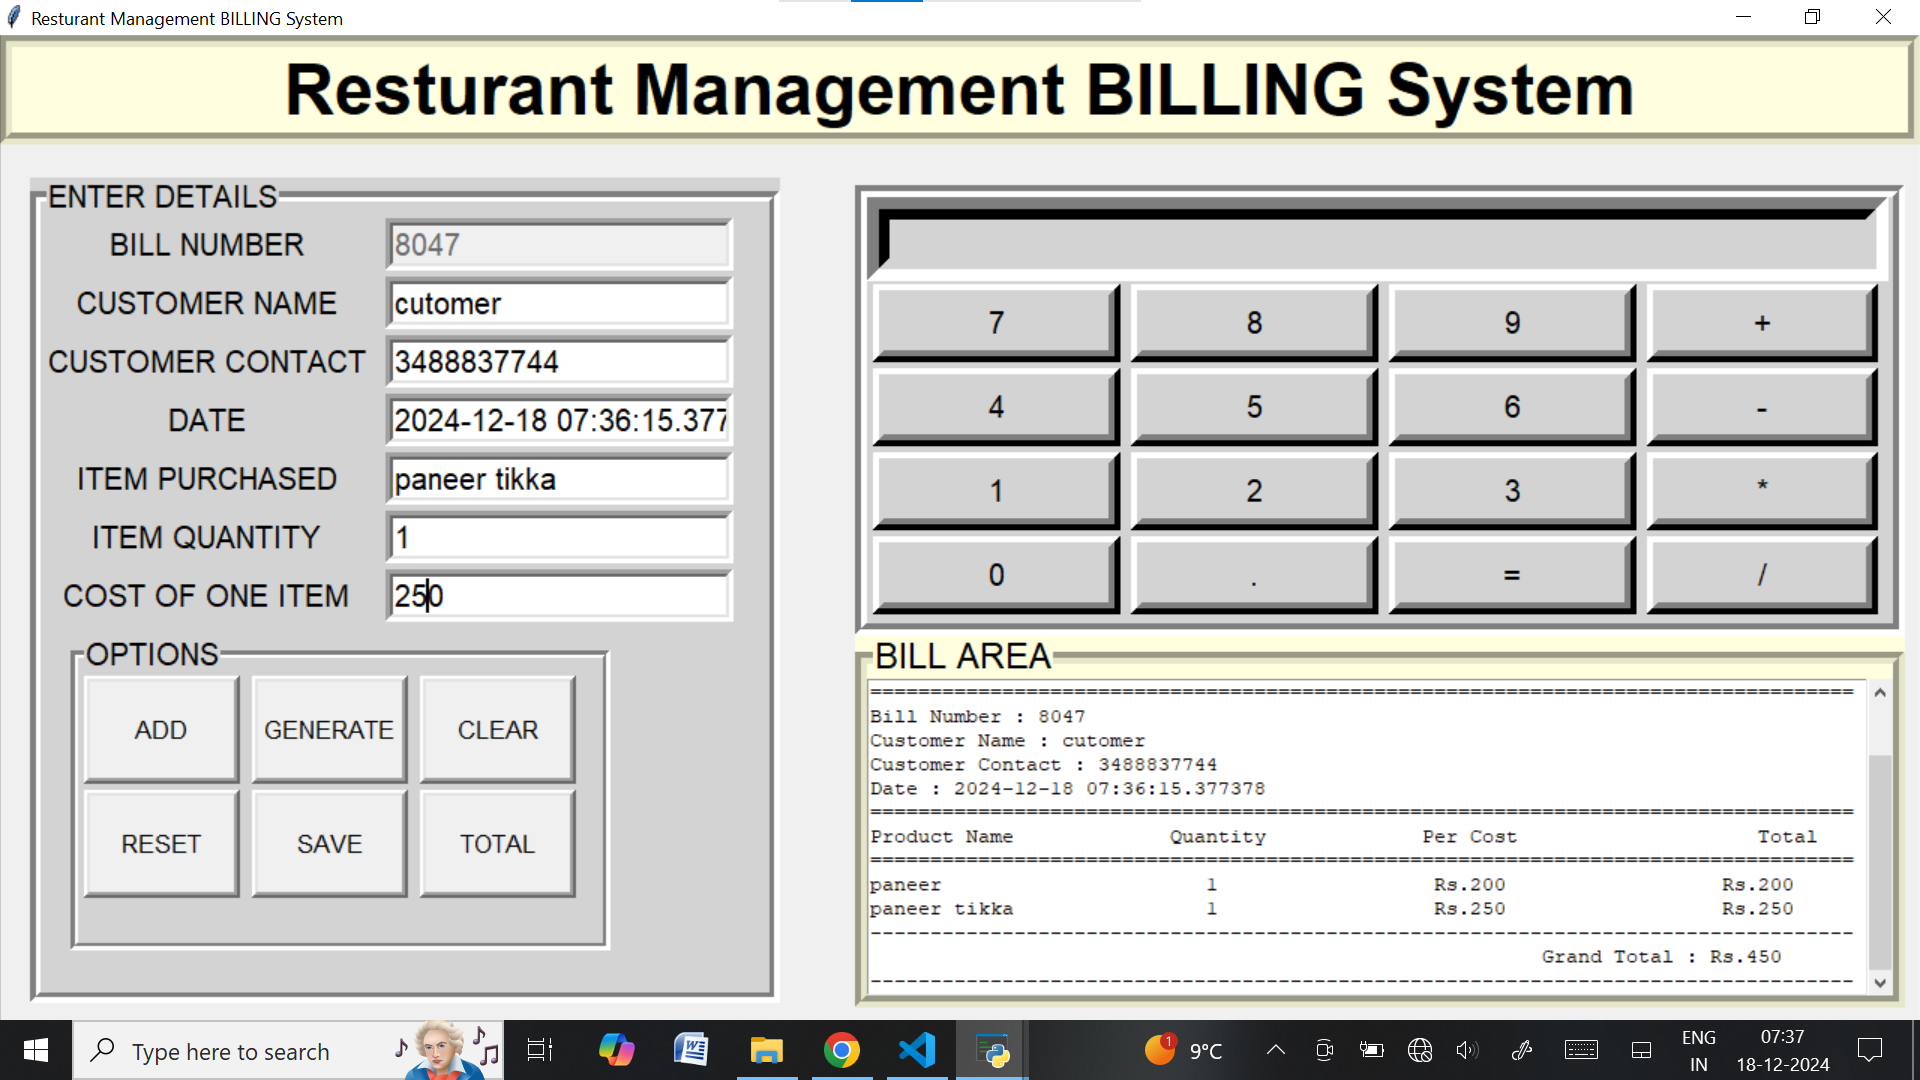 Resturant Management BILLING System
Resturant Management BILLING System
ENTER DETAILS
BILL NUMBER 8047
CUSTOMER NAME cutomer
CUSTOMER CONTACT 3488837744
DATE 2024-12-18 07:36:15.377
ITEM PURCHASED paneer tikka
ITEM QUANTITY 1
COST OF ONE ITEM 250
OPTIONS
ADD GENERATE CLEAR
RESET SAVE TOTAL
7 8 9 +
4 5 6 -
1 2 3 *
0 . = /
BILL AREA
==================================================================================
Bill Number : 8047
Customer Name : cutomer
Customer Contact : 3488837744
Date : 2024-12-18 07:36:15.377378
==================================================================================
Product Name Quantity Per Cost Total
==================================================================================
paneer 1 Rs.200 Rs.200
paneer tikka 1 Rs.250 Rs.250
----------------------------------------------------------------------------------
Grand Total : Rs.450
----------------------------------------------------------------------------------
Type here to search
1
9°C
ENG
IN
07:37
18-12-2024